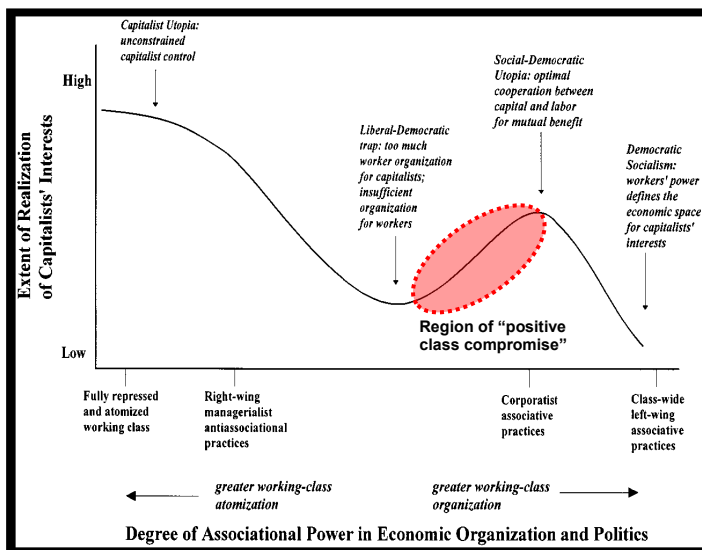 Capitalist Utopia:
unconstrained
capitalist control
High
Social-Democratic
Utopia: optimal
cooperation between
capital and labor
for mutual benefit
Liberal-Democratic
trap: too much
worker organization
for capitalists;
insufficient
organization
for workers
Democratic
Socialism:
workers' power
defines the
economic space
for capitalists'
interests
Extent of Realization
of Capitalists' Interests
Region of “positive
class compromise”
Low
Fully repressed
and atomized
working class
Right-wing
managerialist
antiassociational
practices
Corporatist
associative
practices
Class-wide
left-wing
associative
practices
greater working-class
atomization
greater working-class
organization
Degree of Associational Power in Economic Organization and Politics